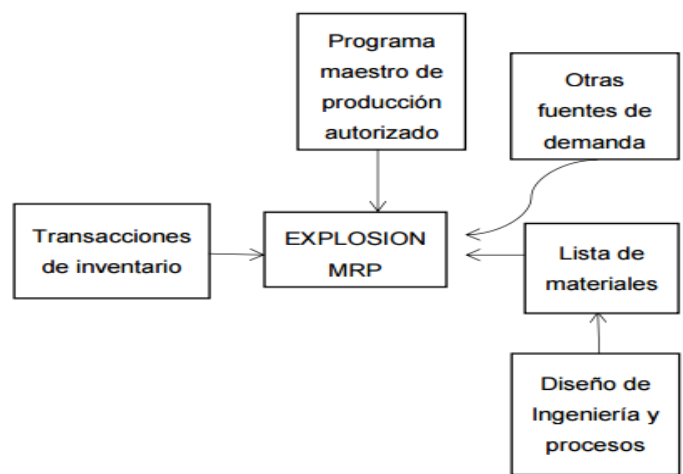 Programa
maestro de
producción
autorizado
Otras
fuentes de
demanda
Transacciones
de inventario
EXPLOSION
MRP
Lista de
materiales
Diseño de
Ingeniería y
procesos